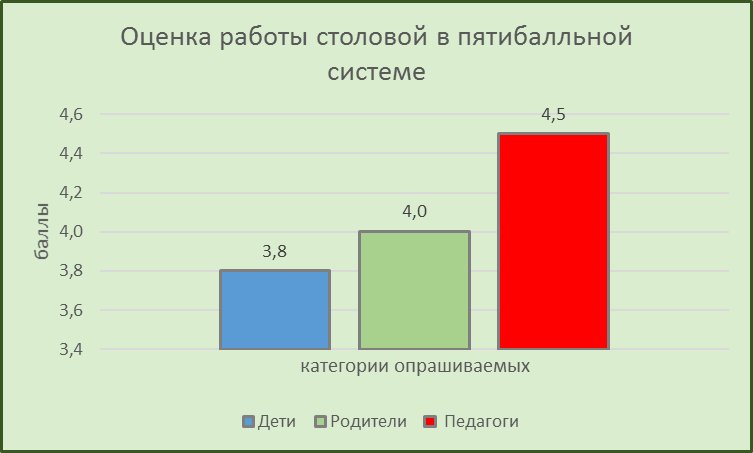 Оценка работы столовой в пятибалльной
системе
4,6
4,4
4,2
4,0
3,8
3,6
3,4
баллы
3,8
4,0
4,5
категории опрашиваемых
Дети Родители Педагоги